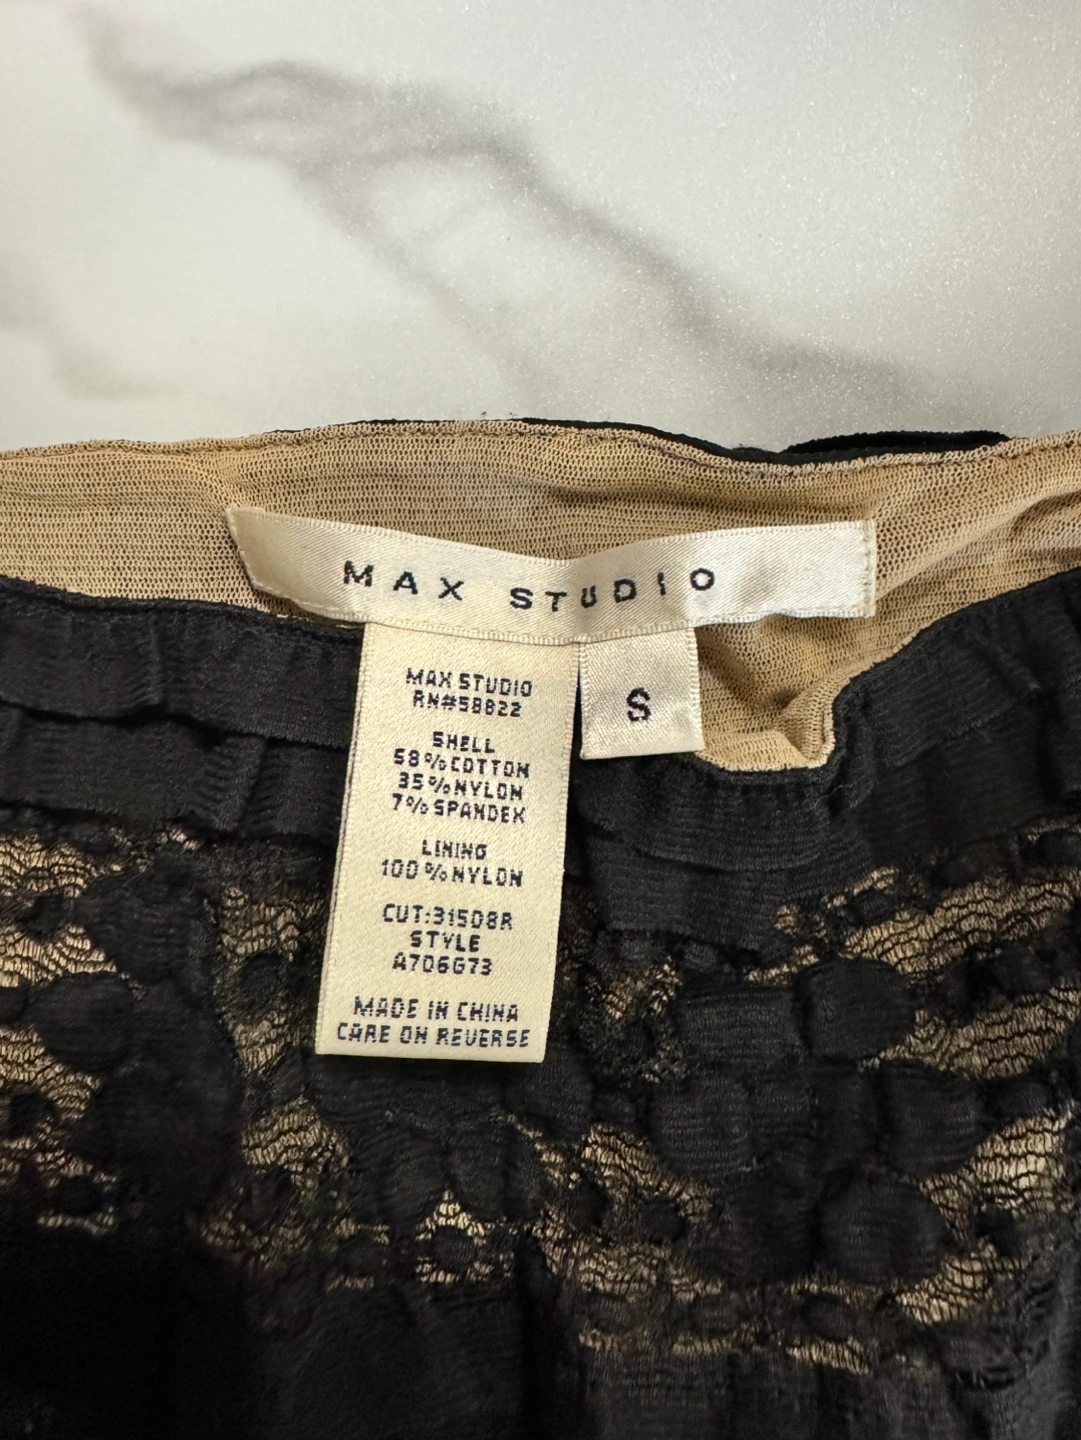 MAX STUDIO
S
MAX STUDIO
RN#58822
SHELL
58%COTTON
35%NYLON
7%SPANDEX
LINING
100%NYLON
CUT:31508R
STYLE
A706G73
MADE IN CHINA
CARE ON REVERSE